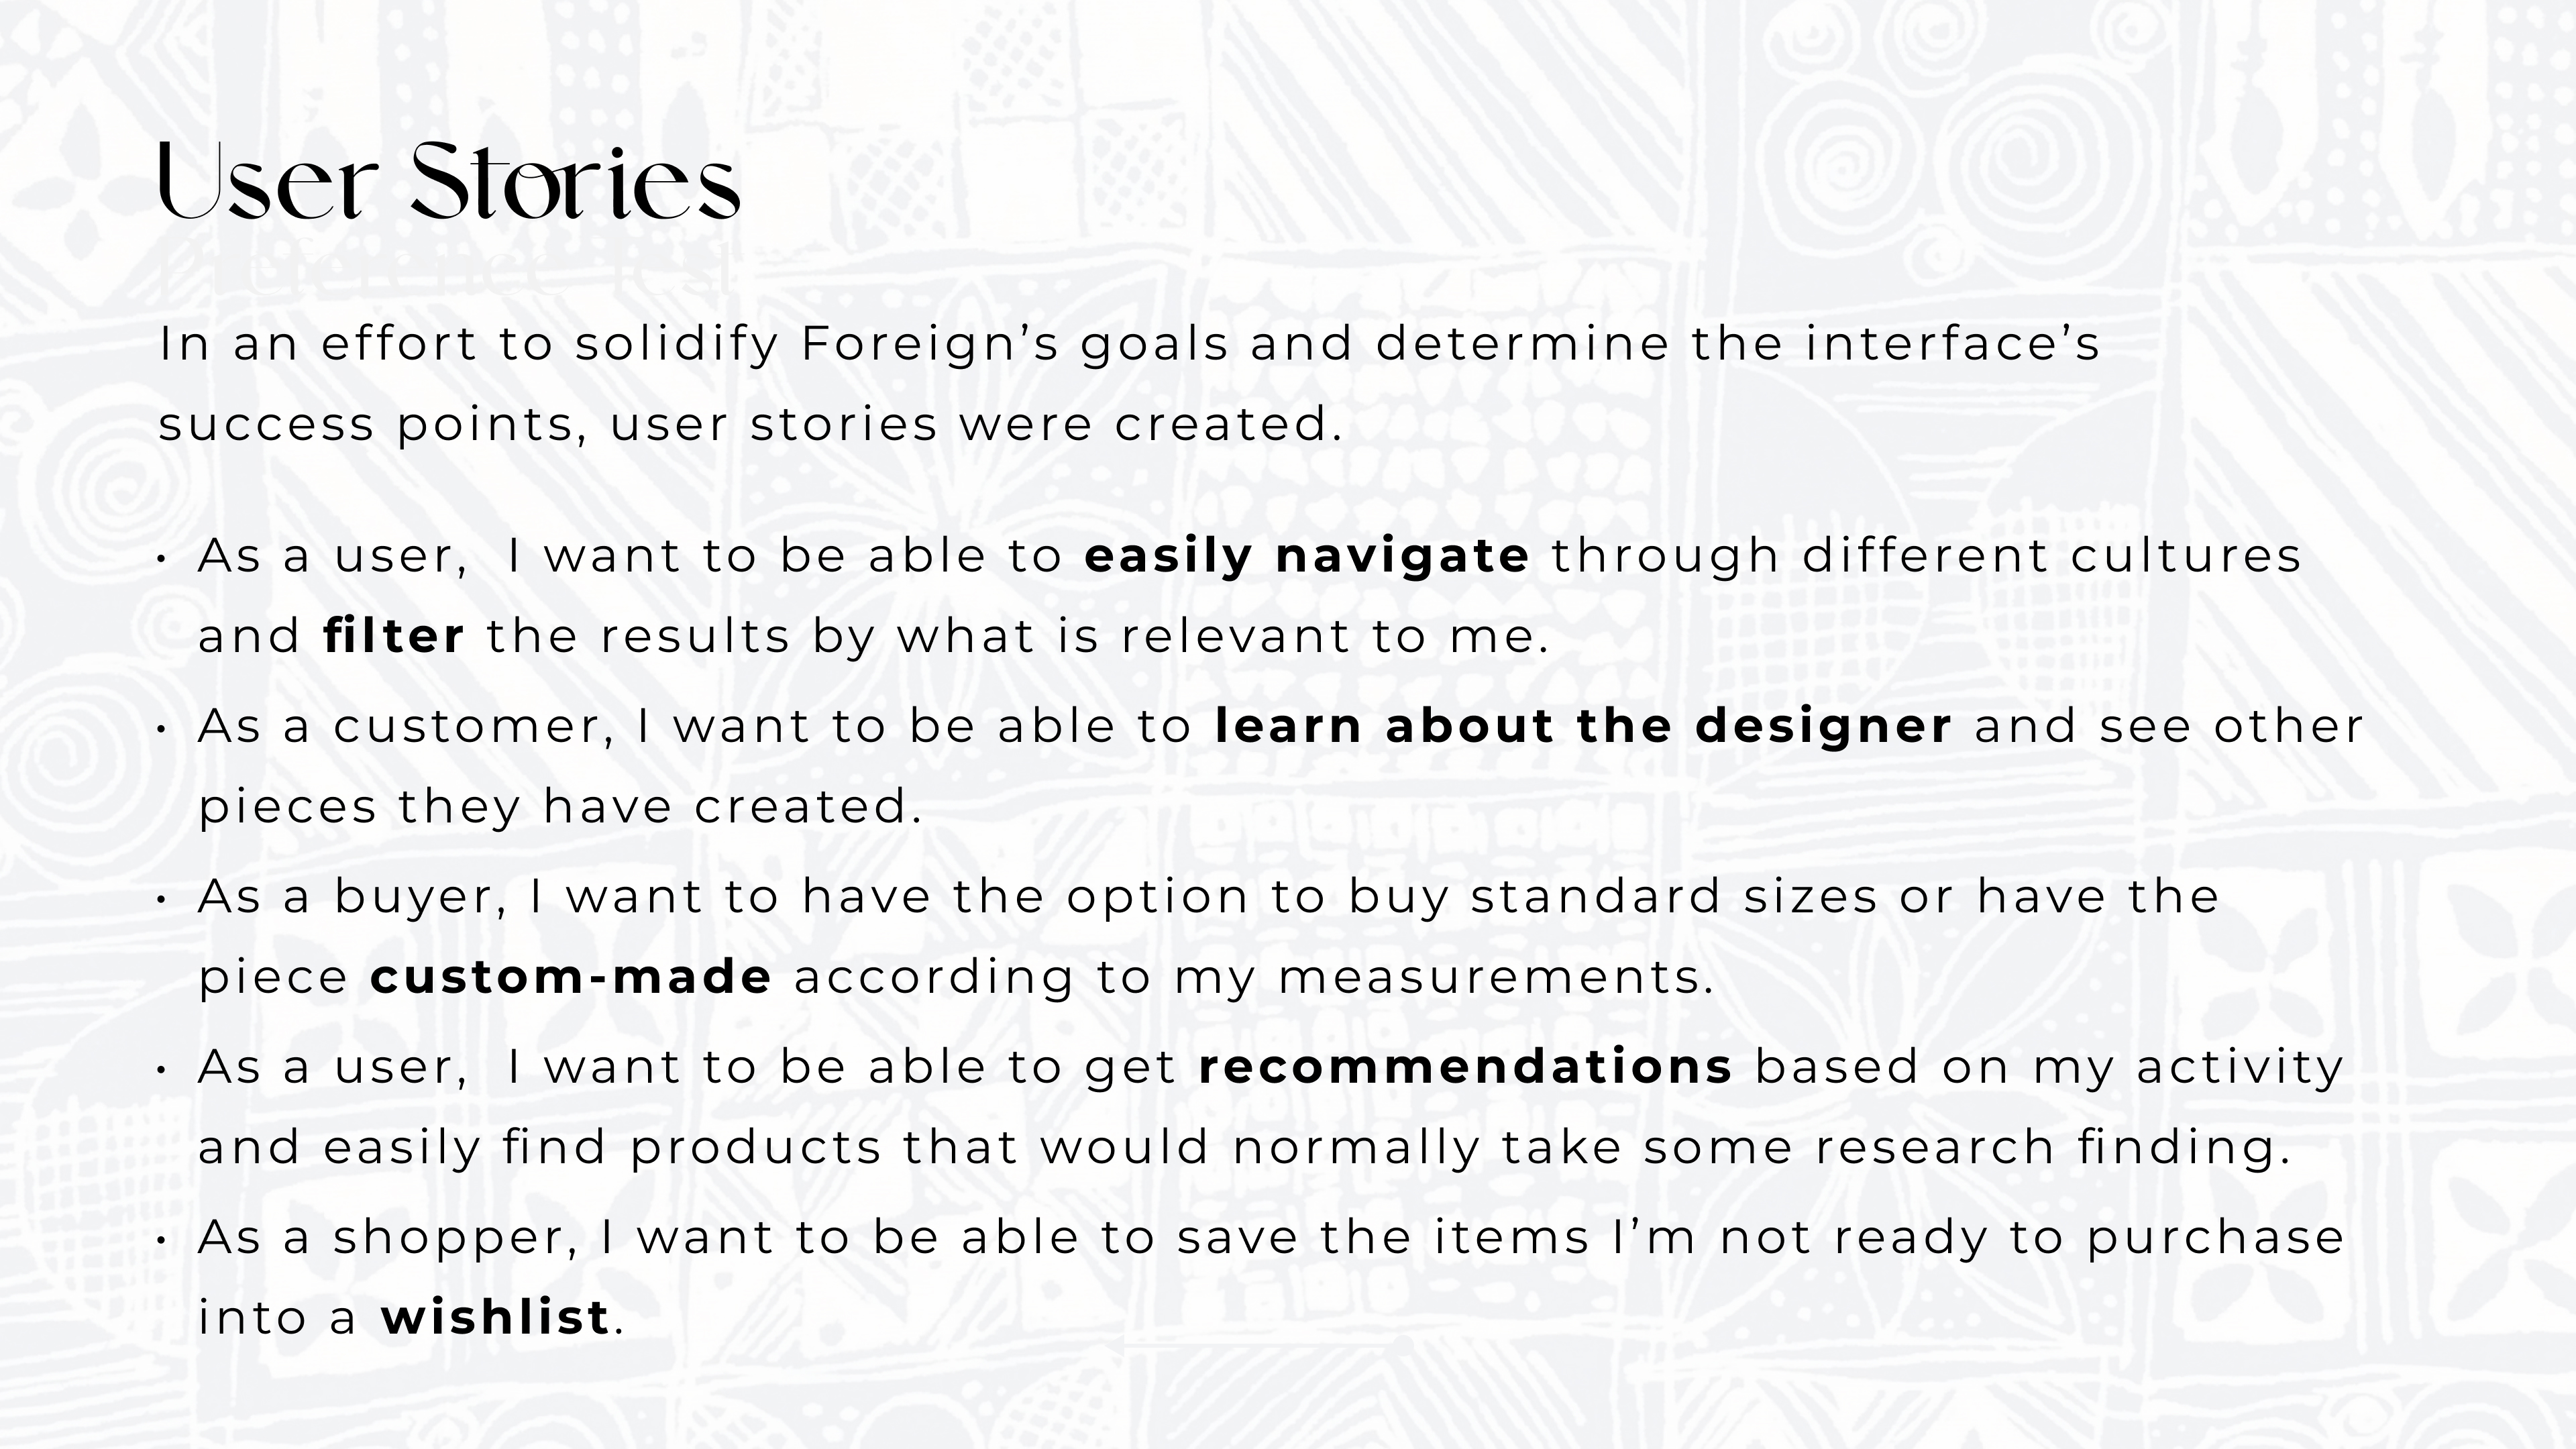 User Stories
Preference Test
In an effort to solidify Foreign’s goals and determine the interface’s
success points, user stories were created.
• As a user,  I want to be able to easily navigate through different cultures
and filter the results by what is relevant to me.
• As a customer, I want to be able to learn about the designer and see other
pieces they have created.
• As a buyer, I want to have the option to buy standard sizes or have the
piece custom-made according to my measurements.
• As a user,  I want to be able to get recommendations based on my activity
and easily find products that would normally take some research finding.
• As a shopper, I want to be able to save the items I’m not ready to purchase
into a wishlist.